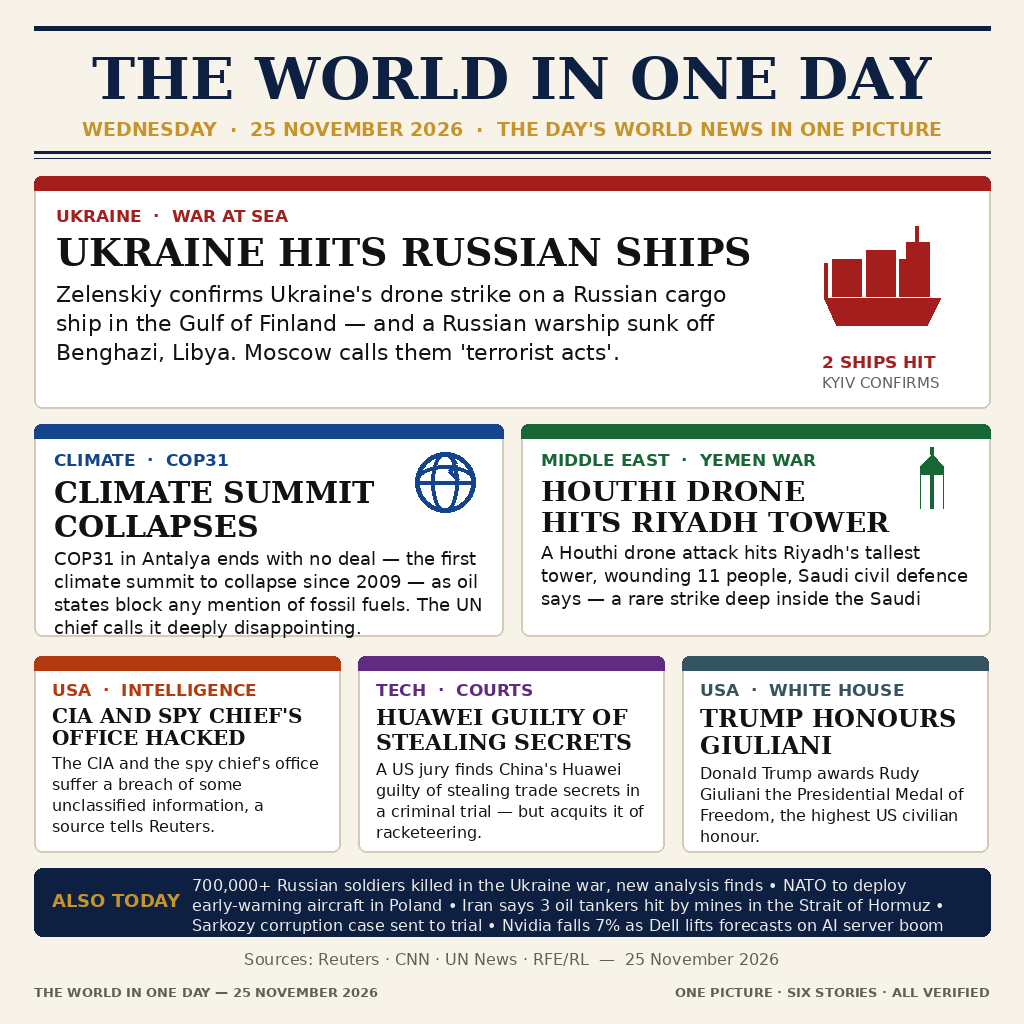 THE WORLD IN ONE DAY
WEDNESDAY · 25 NOVEMBER 2026 · THE DAY'S WORLD NEWS IN ONE PICTURE
UKRAINE · WAR AT SEA
UKRAINE HITS RUSSIAN SHIPS
Zelenskiy confirms Ukraine's drone strike on a Russian cargo
ship in the Gulf of Finland — and a Russian warship sunk off
Benghazi, Libya. Moscow calls them 'terrorist acts'.
2 SHIPS HIT
KYIV CONFIRMS
CLIMATE · COP31
CLIMATE SUMMIT
COLLAPSES
COP31 in Antalya ends with no deal — the first
climate summit to collapse since 2009 — as oil
states block any mention of fossil fuels. The UN
chief calls it deeply disappointing.
MIDDLE EAST · YEMEN WAR
HOUTHI DRONE
HITS RIYADH TOWER
A Houthi drone attack hits Riyadh's tallest
tower, wounding 11 people, Saudi civil defence
says — a rare strike deep inside the Saudi
USA · INTELLIGENCE
CIA AND SPY CHIEF'S
OFFICE HACKED
The CIA and the spy chief's office
suffer a breach of some
unclassified information, a
source tells Reuters.
TECH · COURTS
HUAWEI GUILTY OF
STEALING SECRETS
A US jury finds China's Huawei
guilty of stealing trade secrets in
a criminal trial — but acquits it of
racketeering.
USA · WHITE HOUSE
TRUMP HONOURS
GIULIANI
Donald Trump awards Rudy
Giuliani the Presidential Medal of
Freedom, the highest US civilian
honour.
ALSO TODAY
700,000+ Russian soldiers killed in the Ukraine war, new analysis finds • NATO to deploy
early-warning aircraft in Poland • Iran says 3 oil tankers hit by mines in the Strait of Hormuz •
Sarkozy corruption case sent to trial • Nvidia falls 7% as Dell lifts forecasts on AI server boom
Sources: Reuters · CNN · UN News · RFE/RL — 25 November 2026
THE WORLD IN ONE DAY — 25 NOVEMBER 2026
ONE PICTURE · SIX STORIES · ALL VERIFIED